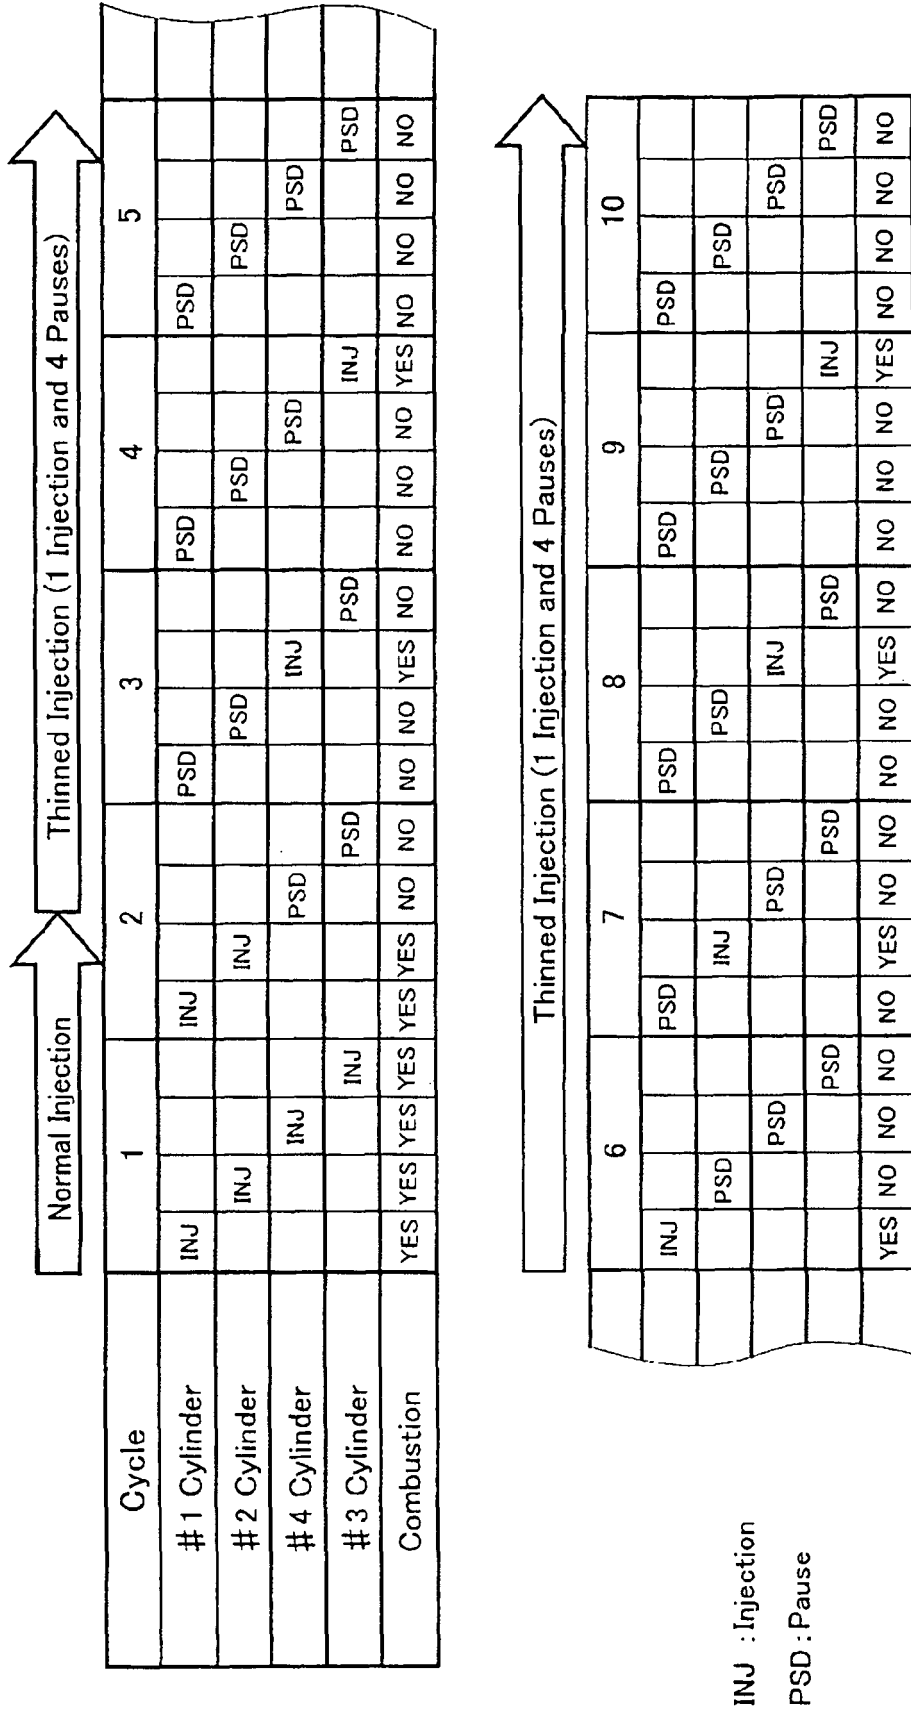 Normal Injection Thinned Injection (1 Injection and 4 Pauses)
Cycle 1 2 3 4 5
#1 Cylinder INJ INJ PSD PSD PSD
#2 Cylinder INJ INJ PSD PSD PSD
#4 Cylinder INJ PSD INJ PSD PSD
#3 Cylinder INJ PSD PSD INJ PSD
Combustion YES YES YES YES YES YES NO NO NO NO YES NO NO NO NO YES NO NO NO NO
Thinned Injection (1 Injection and 4 Pauses)
6 7 8 9 10
INJ PSD PSD PSD PSD
PSD INJ PSD PSD PSD
PSD PSD INJ PSD PSD
PSD PSD PSD INJ PSD
YES NO NO NO NO YES NO NO NO NO YES NO NO NO NO YES NO NO NO NO
INJ : Injection
PSD : Pause